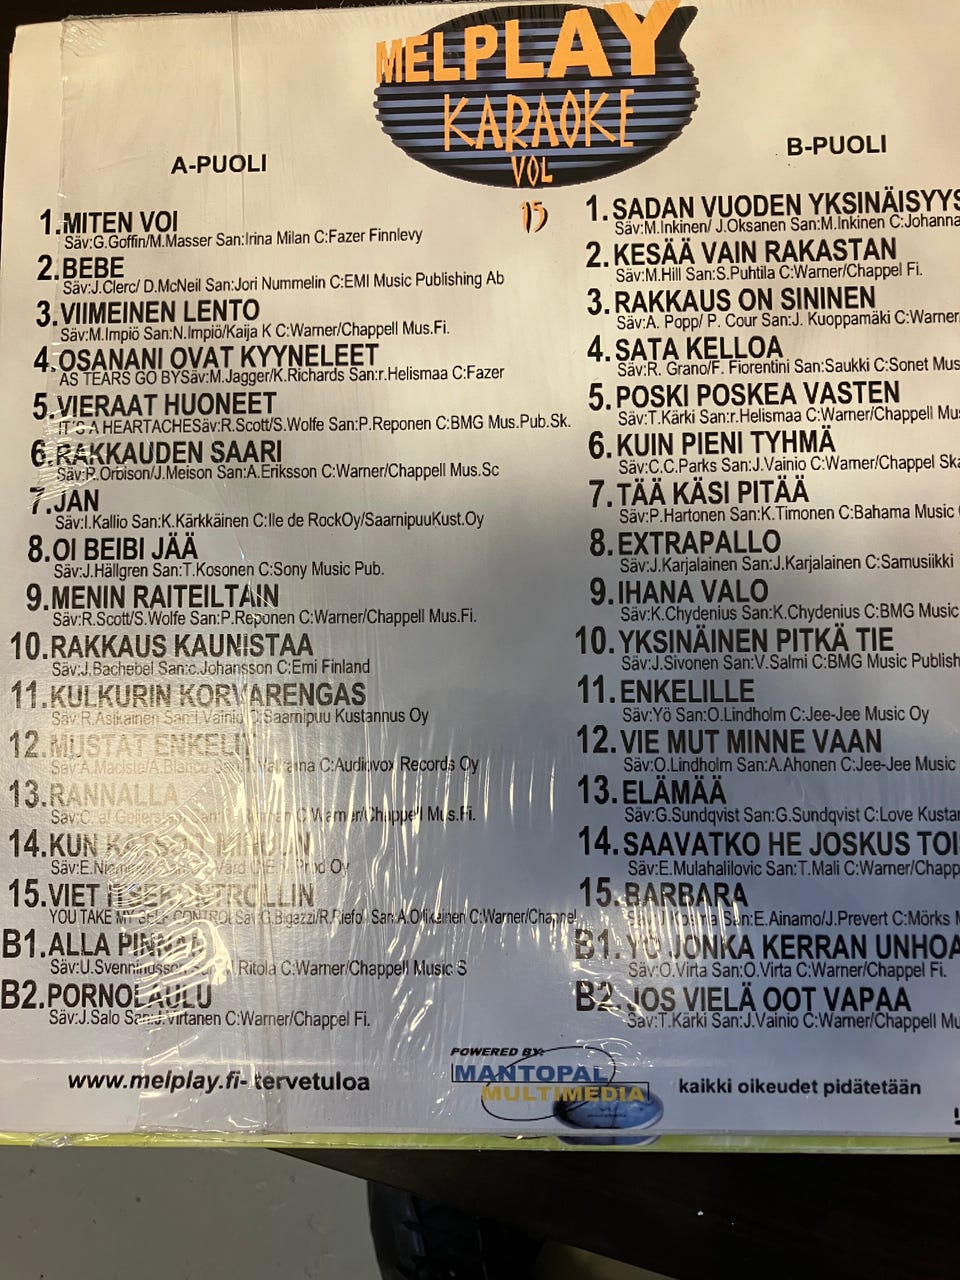 MELPLAY
KARAOKE
VOL
15
A-PUOLI
1.MITEN VOI
Säv:G.Goffin/M.Masser San:Irina Milan C:Fazer Finnlevy
2.BEBE
Säv:J.Clerc/ D.McNeil San:Jori Nummelin C:EMI Music Publishing Ab
3.VIIMEINEN LENTO
Säv:M.Impiö San:N.Impiö/Kaija K C:Warner/Chappell Mus.Fi.
4.OSANANI OVAT KYYNELEET
AS TEARS GO BYSäv:M.Jagger/K.Richards San:r.Helismaa C:Fazer
5.VIERAAT HUONEET
IT'S A HEARTACHESäv:R.Scott/S.Wolfe San:P.Reponen C:BMG Mus.Pub.Sk.
6.RAKKAUDEN SAARI
Säv:R.Orbison/J.Meison San:A.Eriksson C:Warner/Chappell Mus.Sc
7.JAN
Säv:I.Kallio San:K.Kärkkäinen C:Ile de RockOy/SaarnipuuKust.Oy
8.OI BEIBI JÄÄ
Säv:J.Hällgren San:T.Kosonen C:Sony Music Pub.
9.MENIN RAITEILTAIN
Säv:R.Scott/S.Wolfe San:P.Reponen C:Warner/Chappell Mus.Fi.
10.RAKKAUS KAUNISTAA
Säv:J.Bachebel San:c.Johansson C:Emi Finland
11.KULKURIN KORVARENGAS
Säv:R.Asikainen San:J.Vainio C:Saarnipuu Kustannus Oy
12.MUSTAT ENKELIT
Säv:A.Maciste/A.Blanco C:Audiovox Records Oy
13.RANNALLA
C:Warner/Chappell Mus.Fi.
14.KUN KATSON MINUUN
Prod Oy
15.VIET ITSEKONTROLLIN
YOU TAKE MY SELF CONTROL Säv:G.Bigazzi/R.Riefoli San:A.Ollikainen C:Warner/Chappel
B1.ALLA PINNAN
Säv:U.Svenningsson Ritola C:Warner/Chappell Music S
B2.PORNOLAULU
Säv:J.Salo San:J.Virtanen C:Warner/Chappel Fi.
B-PUOLI
1.SADAN VUODEN YKSINÄISYYS
Säv:M.Inkinen/ J.Oksanen San:M.Inkinen C:Johanna
2.KESÄÄ VAIN RAKASTAN
Säv:M.Hill San:S.Puhtila C:Warner/Chappel Fi.
3.RAKKAUS ON SININEN
Säv:A. Popp/ P. Cour San:J. Kuoppamäki C:Warner
4.SATA KELLOA
Säv:R. Grano/F. Fiorentini San:Saukki C:Sonet Mus
5.POSKI POSKEA VASTEN
Säv:T.Kärki San:r.Helismaa C:Warner/Chappell Mu
6.KUIN PIENI TYHMÄ
Säv:C.C.Parks San:J.Vainio C:Warner/Chappel Ska
7.TÄÄ KÄSI PITÄÄ
Säv:P.Hartonen San:K.Timonen C:Bahama Music
8.EXTRAPALLO
Säv:J.Karjalainen San:J.Karjalainen C:Samusiikki
9.IHANA VALO
Säv:K.Chydenius San:K.Chydenius C:BMG Music
10.YKSINÄINEN PITKÄ TIE
Säv:J.Sivonen San:V.Salmi C:BMG Music Publish
11.ENKELILLE
Säv:Yö San:O.Lindholm C:Jee-Jee Music Oy
12.VIE MUT MINNE VAAN
Säv:O.Lindholm San:A.Ahonen C:Jee-Jee Music
13.ELÄMÄÄ
Säv:G.Sundqvist San:G.Sundqvist C:Love Kustan
14.SAAVATKO HE JOSKUS TOI
Säv:E.Mulahalilovic San:T.Mali C:Warner/Chapp
15.BARBARA
Säv:J.Kosma San:E.Ainamo/J.Prevert C:Mörks M
B1.YÖ JONKA KERRAN UNHOA
Säv:O.Virta San:O.Virta C:Warner/Chappel Fi.
B2.JOS VIELÄ OOT VAPAA
Säv:T.Kärki San:J.Vainio C:Warner/Chappell Mu
www.melplay.fi- tervetuloa
POWERED BY:
MANTOPAL
MULTIMEDIA
kaikki oikeudet pidätetään